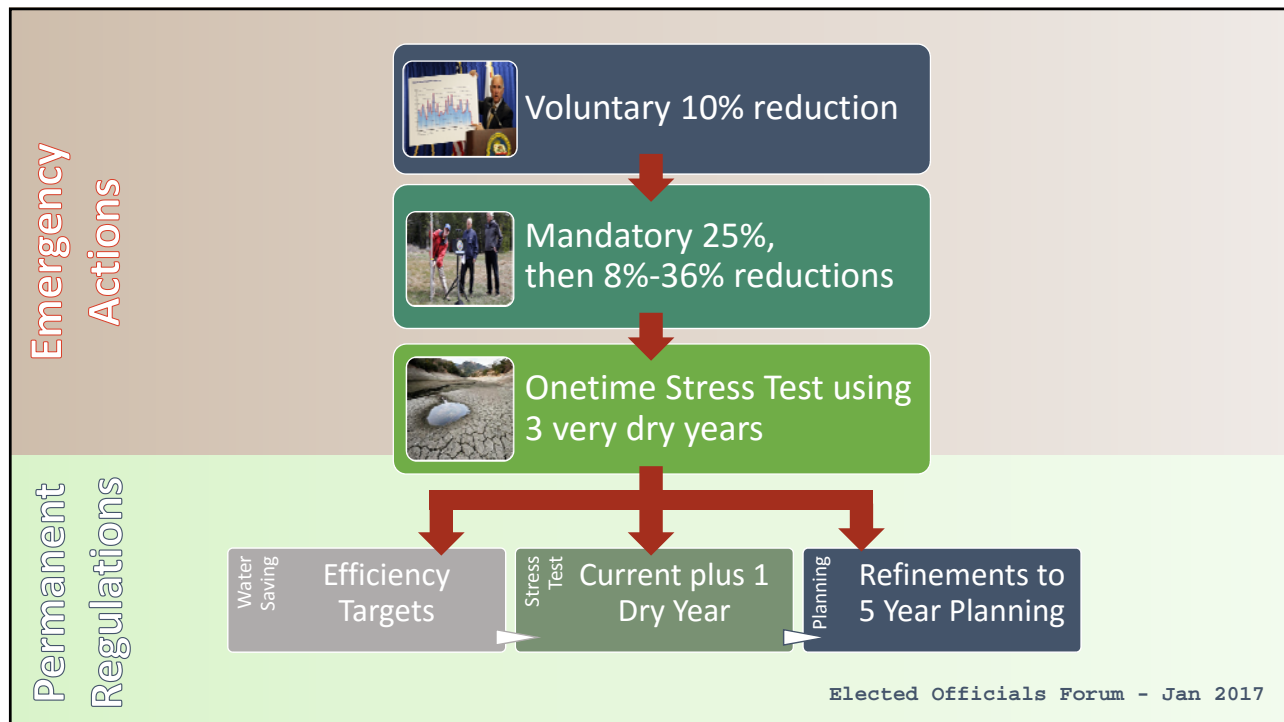 Emergency
Actions
Voluntary 10% reduction
Mandatory 25%,
then 8%-36% reductions
Onetime Stress Test using
3 very dry years
Permanent
Regulations
Water
Saving
Efficiency
Targets
Stress
Test
Current plus 1
Dry Year
Planning
Refinements to
5 Year Planning
Elected Officials Forum - Jan 2017